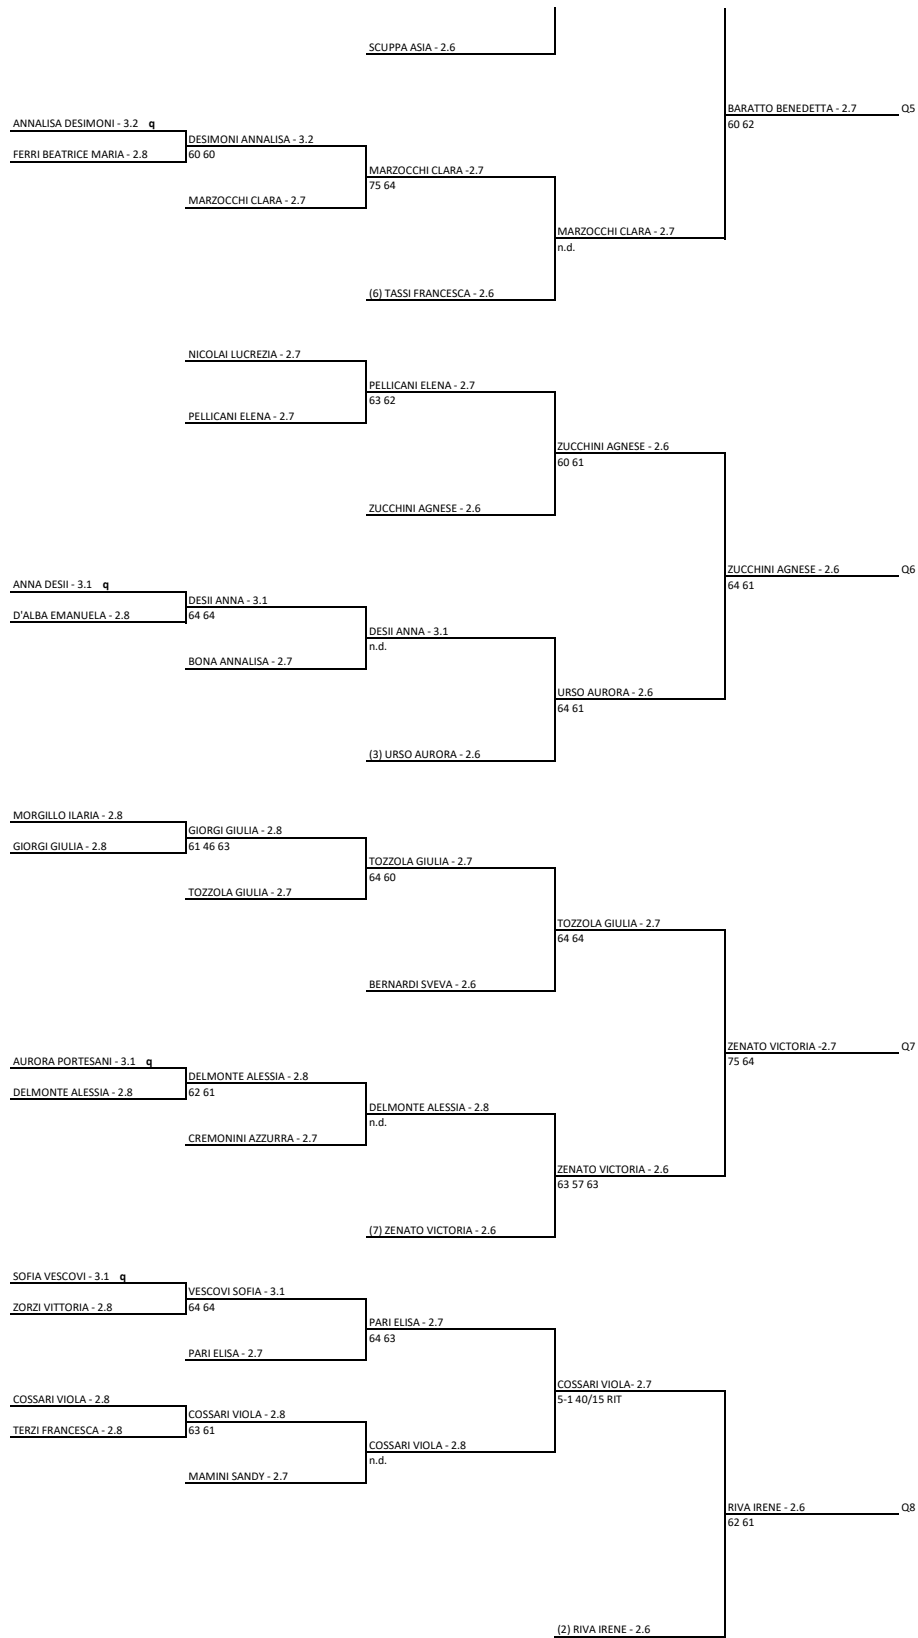 SCUPPA ASIA - 2.6
BARATTO BENEDETTA - 2.7 Q5
60 62
ANNALISA DESIMONI - 3.2 q
DESIMONI ANNALISA - 3.2
FERRI BEATRICE MARIA - 2.8
60 60
MARZOCCHI CLARA -2.7
75 64
MARZOCCHI CLARA - 2.7
MARZOCCHI CLARA - 2.7
n.d.
(6) TASSI FRANCESCA - 2.6
NICOLAI LUCREZIA - 2.7
PELLICANI ELENA - 2.7
63 62
PELLICANI ELENA - 2.7
ZUCCHINI AGNESE - 2.6
60 61
ZUCCHINI AGNESE - 2.6
ZUCCHINI AGNESE - 2.6 Q6
64 61
ANNA DESII - 3.1 q
DESII ANNA - 3.1
D'ALBA EMANUELA - 2.8
64 64
DESII ANNA - 3.1
n.d.
BONA ANNALISA - 2.7
URSO AURORA - 2.6
64 61
(3) URSO AURORA - 2.6
MORGILLO ILARIA - 2.8
GIORGI GIULIA - 2.8
GIORGI GIULIA - 2.8
61 46 63
TOZZOLA GIULIA - 2.7
64 60
TOZZOLA GIULIA - 2.7
TOZZOLA GIULIA - 2.7
64 64
BERNARDI SVEVA - 2.6
ZENATO VICTORIA -2.7 Q7
75 64
AURORA PORTESANI - 3.1 q
DELMONTE ALESSIA - 2.8
DELMONTE ALESSIA - 2.8
62 61
DELMONTE ALESSIA - 2.8
n.d.
CREMONINI AZZURRA - 2.7
ZENATO VICTORIA - 2.6
63 57 63
(7) ZENATO VICTORIA - 2.6
SOFIA VESCOVI - 3.1 q
VESCOVI SOFIA - 3.1
ZORZI VITTORIA - 2.8
64 64
PARI ELISA - 2.7
64 63
PARI ELISA - 2.7
COSSARI VIOLA- 2.7
5-1 40/15 RIT
COSSARI VIOLA - 2.8
COSSARI VIOLA - 2.8
TERZI FRANCESCA - 2.8
63 61
COSSARI VIOLA - 2.8
n.d.
MAMINI SANDY - 2.7
RIVA IRENE - 2.6 Q8
62 61
(2) RIVA IRENE - 2.6